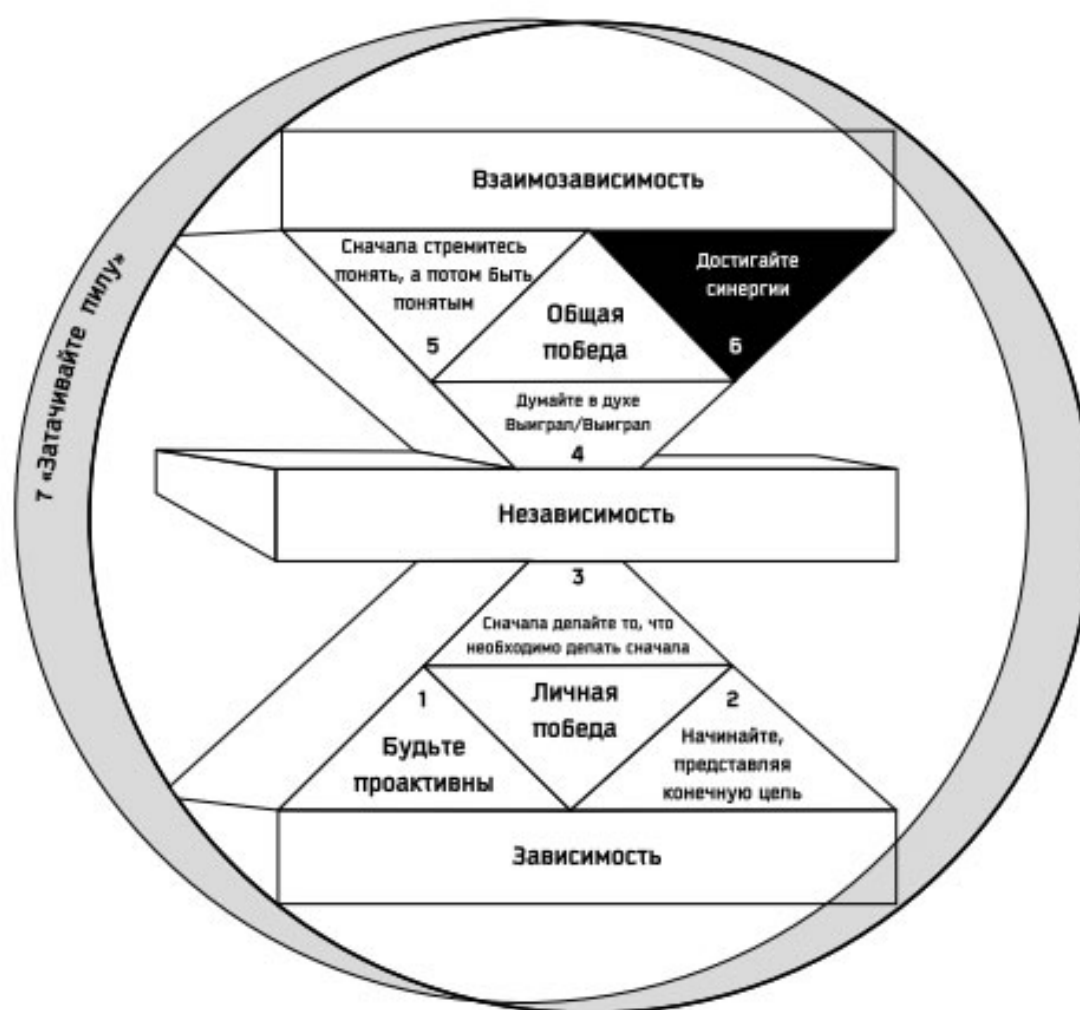 Взаимозависимость
Сначала стремитесь
понять, а потом быть
понятым
5
Общая
победа
Достигайте
синергии
6
Думайте в духе
Выиграл/Выиграл
4
7 «Затачивайте пилу»
Независимость
3
Сначала делайте то, что
необходимо делать сначала
1
Будьте
проактивны
Личная
победа
2
Начинайте,
представляя
конечную цель
Зависимость